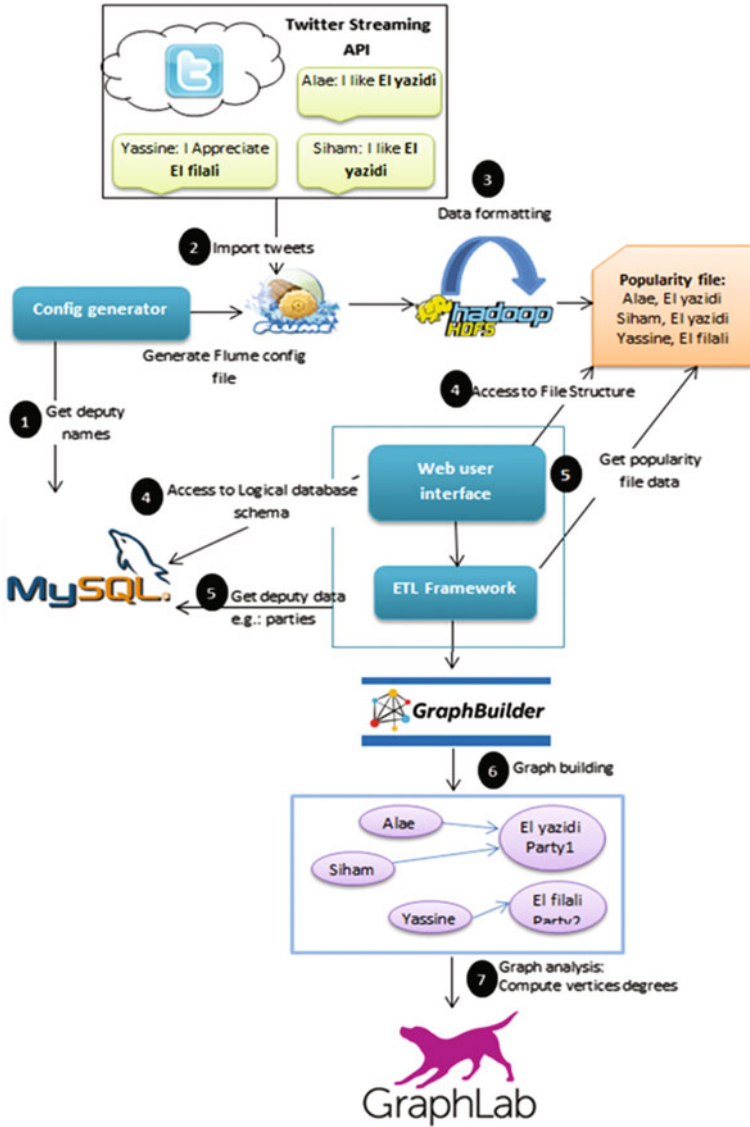 Twitter Streaming
API
Alae: I like El yazidi
Yassine: I Appreciate
El filali
Siham: I like El
yazidi
3
Data formatting
2 Import tweets
Config generator
flume
hadoop
HDFS
Popularity file:
Alae, El yazidi
Siham, El yazidi
Yassine, El filali
Generate Flume config
file
4 Access to File Structure
1 Get deputy
names
Web user
interface
5 Get popularity
file data
4 Access to Logical database
schema
MySQL.
5 Get deputy data
e.g.: parties
ETL Framework
GraphBuilder
6 Graph building
Alae
El yazidi
Party1
Siham
El filali
Party2
Yassine
7 Graph analysis:
Compute vertices degrees
GraphLab